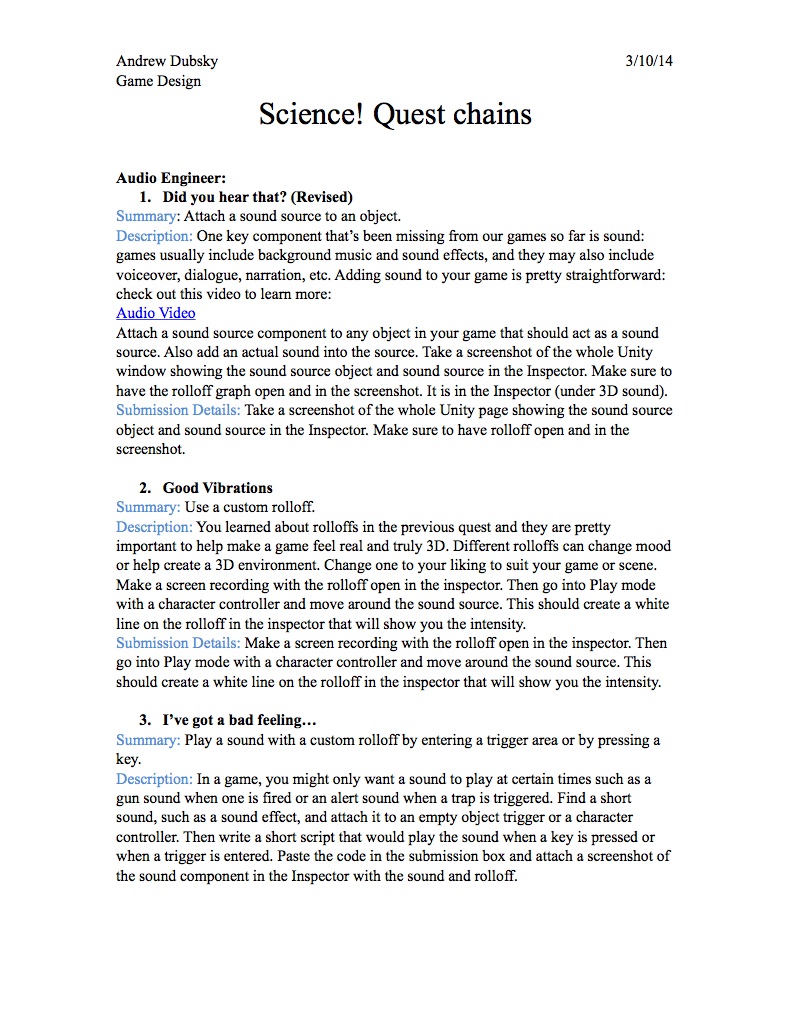 Andrew Dubsky 3/10/14
Game Design
Science! Quest chains
Audio Engineer:
1. Did you hear that? (Revised)
Summary: Attach a sound source to an object.
Description: One key component that’s been missing from our games so far is sound:
games usually include background music and sound effects, and they may also include
voiceover, dialogue, narration, etc. Adding sound to your game is pretty straightforward:
check out this video to learn more:
Audio Video
Attach a sound source component to any object in your game that should act as a sound
source. Also add an actual sound into the source. Take a screenshot of the whole Unity
window showing the sound source object and sound source in the Inspector. Make sure to
have the rolloff graph open and in the screenshot. It is in the Inspector (under 3D sound).
Submission Details: Take a screenshot of the whole Unity page showing the sound source
object and sound source in the Inspector. Make sure to have rolloff open and in the
screenshot.
2. Good Vibrations
Summary: Use a custom rolloff.
Description: You learned about rolloffs in the previous quest and they are pretty
important to help make a game feel real and truly 3D. Different rolloffs can change mood
or help create a 3D environment. Change one to your liking to suit your game or scene.
Make a screen recording with the rolloff open in the inspector. Then go into Play mode
with a character controller and move around the sound source. This should create a white
line on the rolloff in the inspector that will show you the intensity.
Submission Details: Make a screen recording with the rolloff open in the inspector. Then
go into Play mode with a character controller and move around the sound source. This
should create a white line on the rolloff in the inspector that will show you the intensity.
3. I’ve got a bad feeling…
Summary: Play a sound with a custom rolloff by entering a trigger area or by pressing a
key.
Description: In a game, you might only want a sound to play at certain times such as a
gun sound when one is fired or an alert sound when a trap is triggered. Find a short
sound, such as a sound effect, and attach it to an empty object trigger or a character
controller. Then write a short script that would play the sound when a key is pressed or
when a trigger is entered. Paste the code in the submission box and attach a screenshot of
the sound component in the Inspector with the sound and rolloff.